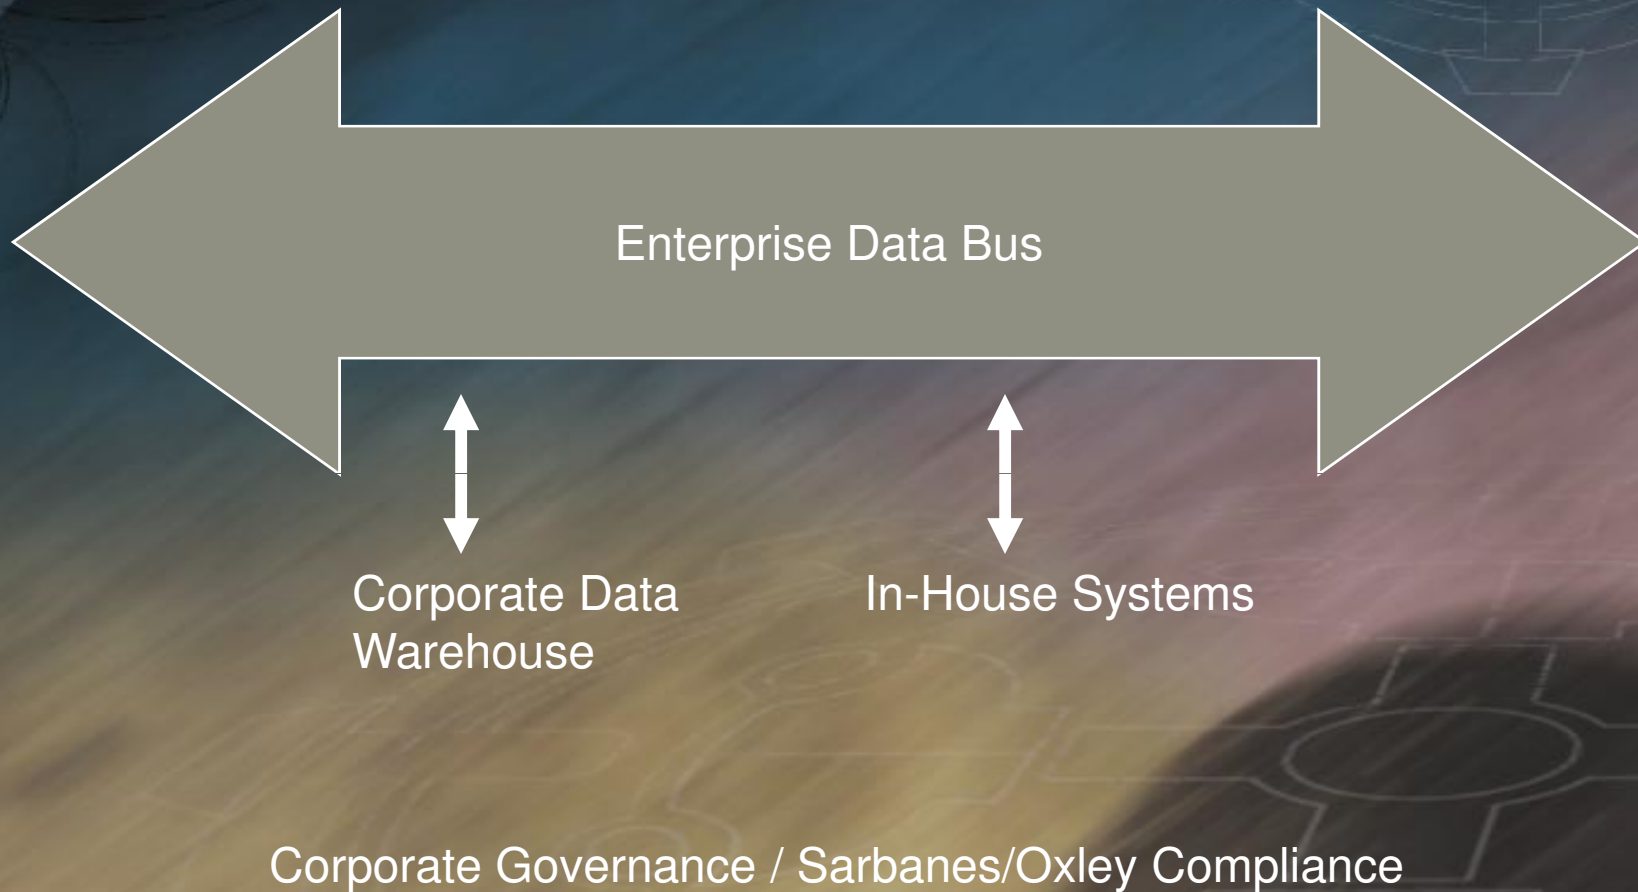 Enterprise Data Bus
Corporate Data
Warehouse
In-House Systems
Corporate Governance / Sarbanes/Oxley Compliance